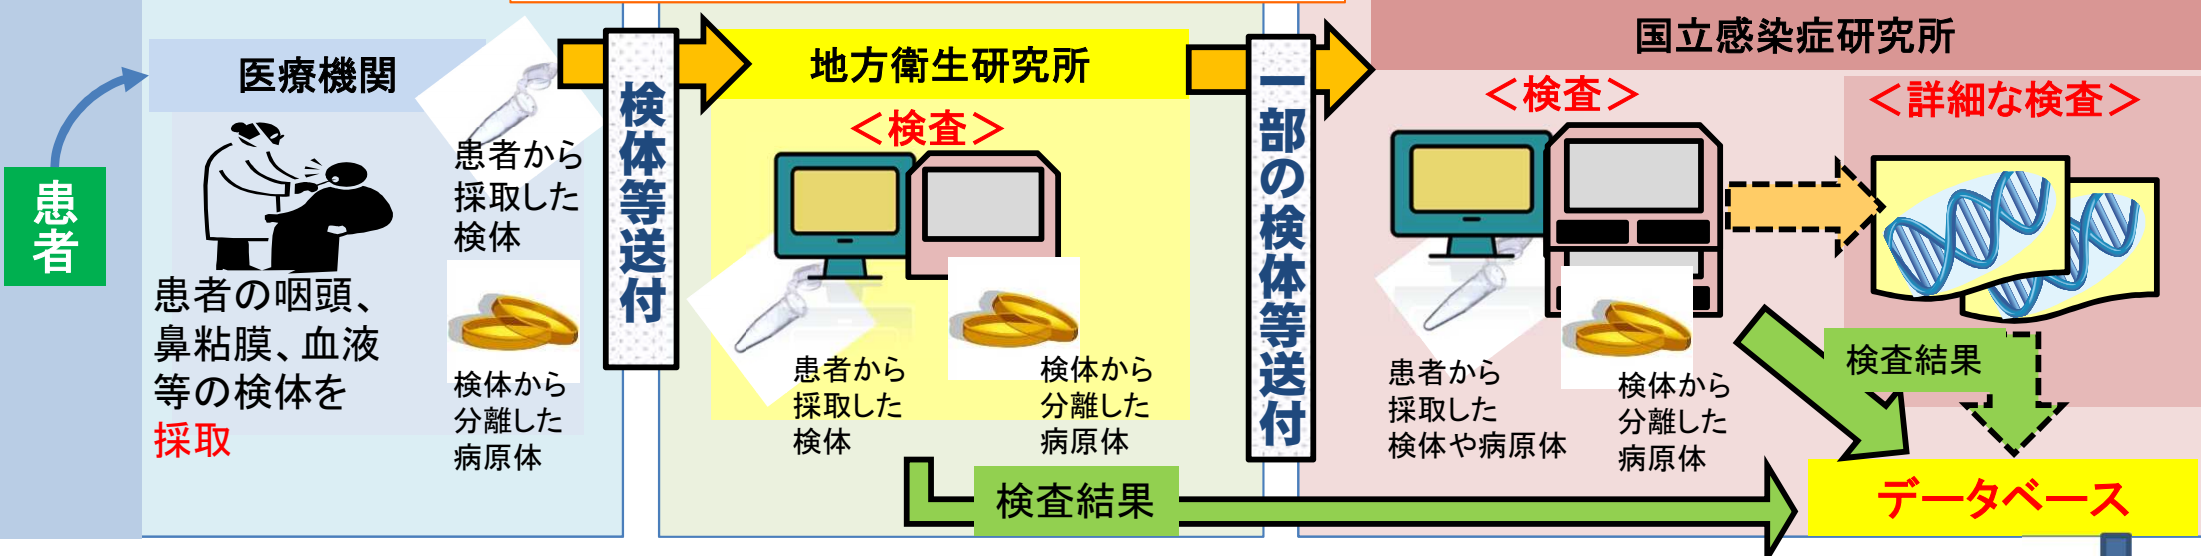 患者
医療機関
患者から
採取した
検体
患者の咽頭、
鼻粘膜、血液
等の検体を
採取
検体から
分離した
病原体
検体等送付
地方衛生研究所
＜検査＞
患者から
採取した
検体
検体から
分離した
病原体
検査結果
一部の検体等送付
国立感染症研究所
＜検査＞
患者から
採取した
検体や病原体
検体から
分離した
病原体
＜詳細な検査＞
検査結果
データベース